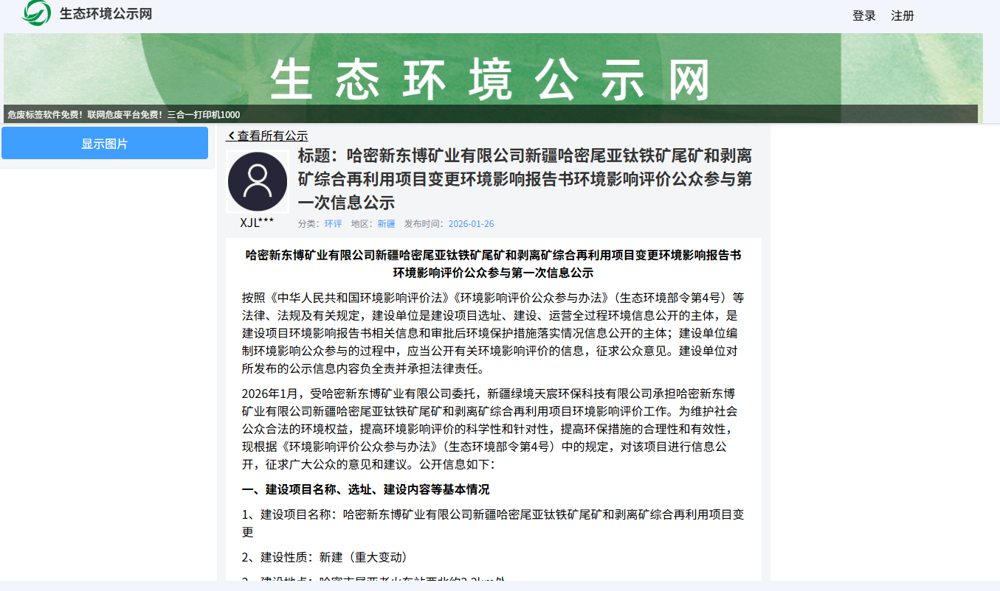 生态环境公示网
登录 注册
生态环境公示网
危废标签软件免费！联网危废平台免费！三合一打印机1000
显示图片
查看所有公示
标题：哈密新东博矿业有限公司新疆哈密尾亚钛铁矿尾矿和剥离
矿综合再利用项目变更环境影响报告书环境影响评价公众参与第
一次信息公示
XJL***
分类：环评 地区：新疆 发布时间：2026-01-26
哈密新东博矿业有限公司新疆哈密尾亚钛铁矿尾矿和剥离矿综合再利用项目变更环境影响报告书
环境影响评价公众参与第一次信息公示
按照《中华人民共和国环境影响评价法》《环境影响评价公众参与办法》（生态环境部令第4号）等
法律、法规及有关规定，建设单位是建设项目选址、建设、运营全过程环境信息公开的主体，是
建设项目环境影响报告书相关信息和审批后环境保护措施落实情况信息公开的主体；建设单位编
制环境影响公众参与的过程中，应当公开有关环境影响评价的信息，征求公众意见。建设单位对
所发布的公示信息内容负全责并承担法律责任。
2026年1月，受哈密新东博矿业有限公司委托，新疆绿境天宸环保科技有限公司承担哈密新东博
矿业有限公司新疆哈密尾亚钛铁矿尾矿和剥离矿综合再利用项目环境影响评价工作。为维护社会
公众合法的环境权益，提高环境影响评价的科学性和针对性，提高环保措施的合理性和有效性，
现根据《环境影响评价公众参与办法》（生态环境部令第4号）中的规定，对该项目进行信息公
开，征求广大公众的意见和建议。公开信息如下：
一、建设项目名称、选址、建设内容等基本情况
1、建设项目名称：哈密新东博矿业有限公司新疆哈密尾亚钛铁矿尾矿和剥离矿综合再利用项目变
更
2、建设性质：新建（重大变动）